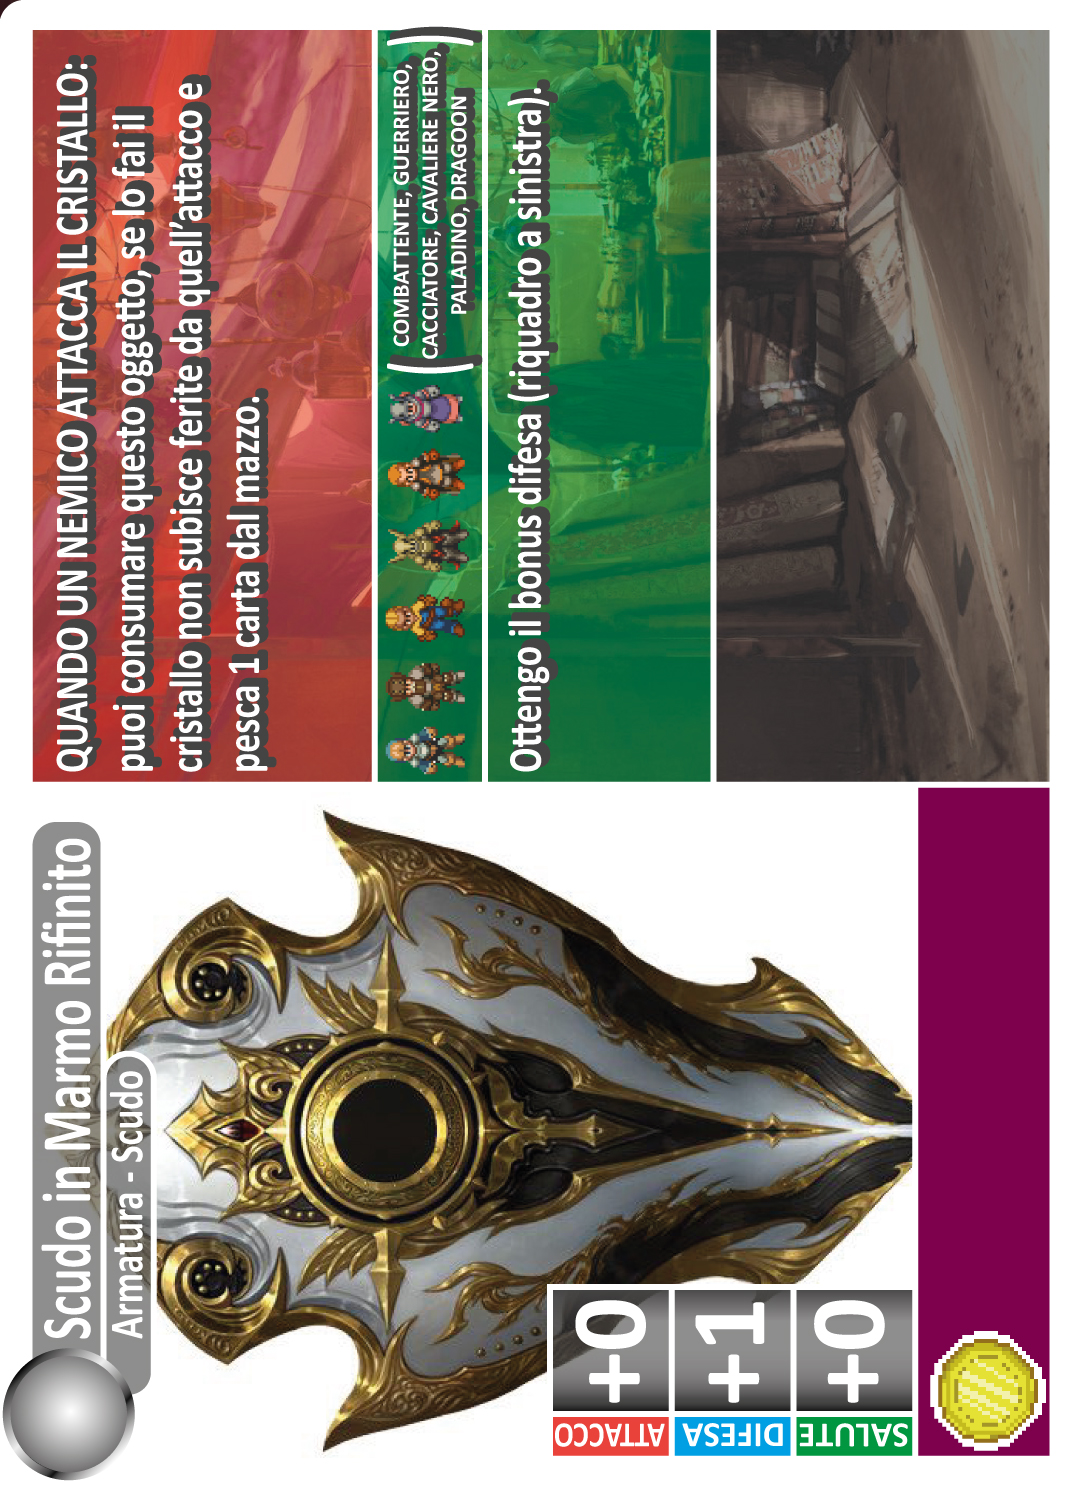 Scudo in Marmo Rifinito
Armatura - Scudo
ATTACCO +0
DIFESA +1
SALUTE +0
QUANDO UN NEMICO ATTACCA IL CRISTALLO:
puoi consumare questo oggetto, se lo fai il
cristallo non subisce ferite da quell'attacco e
pesca 1 carta dal mazzo.
(COMBATTENTE, GUERRIERO,
CACCIATORE, CAVALIERE NERO,
PALADINO, DRAGOON)
Ottengo il bonus difesa (riquadro a sinistra).